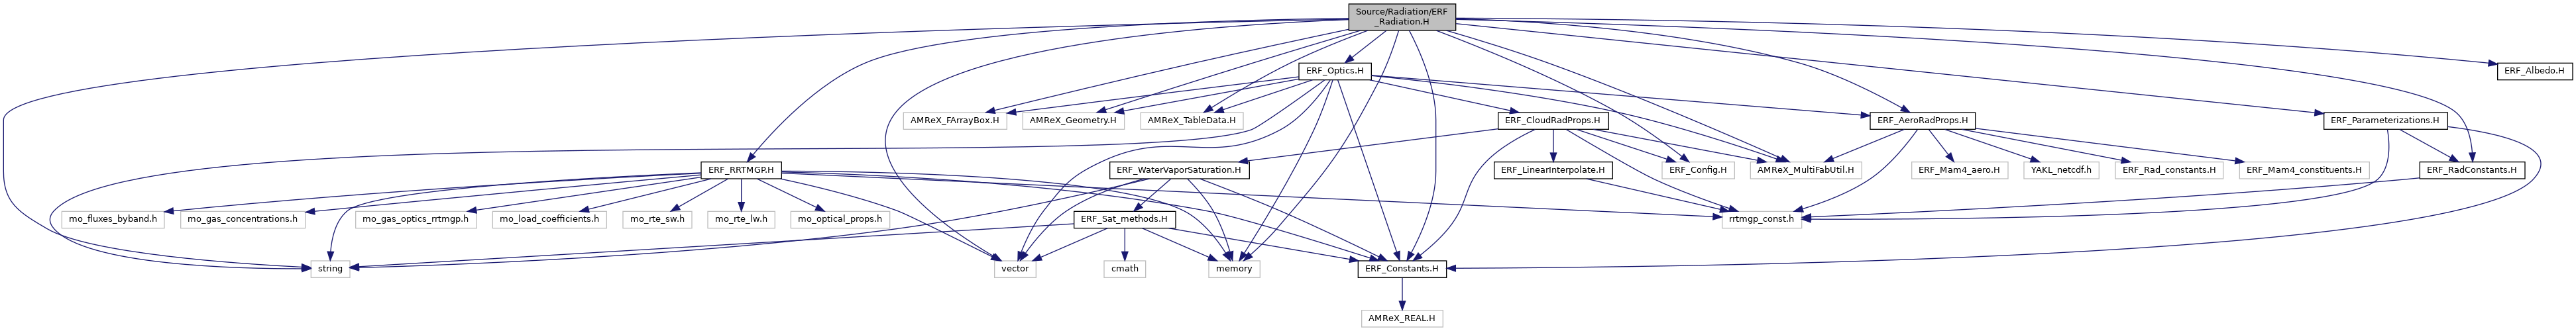 Source/Radiation/ERF
_Radiation.H
ERF_Optics.H
ERF_Albedo.H
AMReX_FArrayBox.H
AMReX_Geometry.H
AMReX_TableData.H
ERF_CloudRadProps.H
ERF_AeroRadProps.H
ERF_Parameterizations.H
ERF_RRTMGP.H
ERF_WaterVaporSaturation.H
ERF_LinearInterpolate.H
ERF_Config.H
AMReX_MultiFabUtil.H
ERF_Mam4_aero.H
YAKL_netcdf.h
ERF_Rad_constants.H
ERF_Mam4_constituents.H
ERF_RadConstants.H
mo_fluxes_byband.h
mo_gas_concentrations.h
mo_gas_optics_rrtmgp.h
mo_load_coefficients.h
mo_rte_sw.h
mo_rte_lw.h
mo_optical_props.h
ERF_Sat_methods.H
rrtmgp_const.h
string
vector
cmath
memory
ERF_Constants.H
AMReX_REAL.H